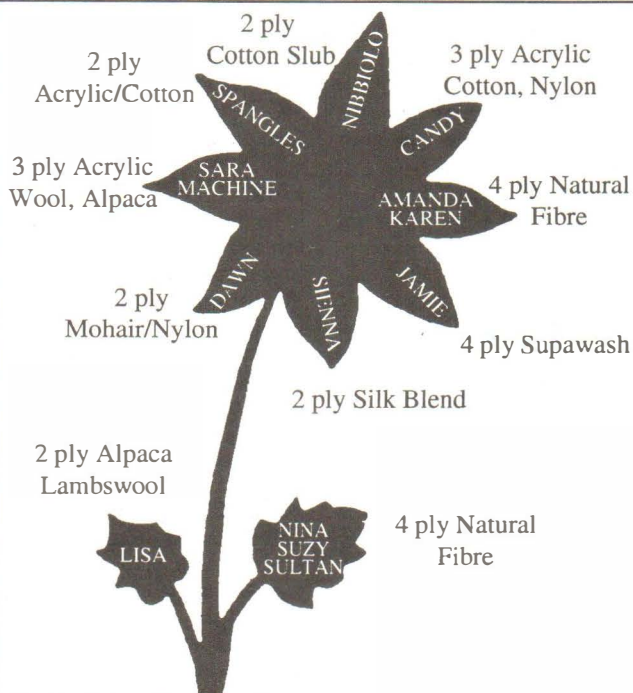 2 ply
Cotton Slub
NIBBIOLO
2 ply
Acrylic/Cotton
SPANGLES
3 ply Acrylic
Cotton, Nylon
CANDY
3 ply Acrylic
Wool, Alpaca
SARA
MACHINE
AMANDA
KAREN
4 ply Natural
Fibre
DAWN
2 ply
Mohair/Nylon
SIENNA
2 ply Silk Blend
JAMIE
4 ply Supawash
2 ply Alpaca
Lambswool
LISA
NINA
SUZY
SULTAN
4 ply Natural
Fibre